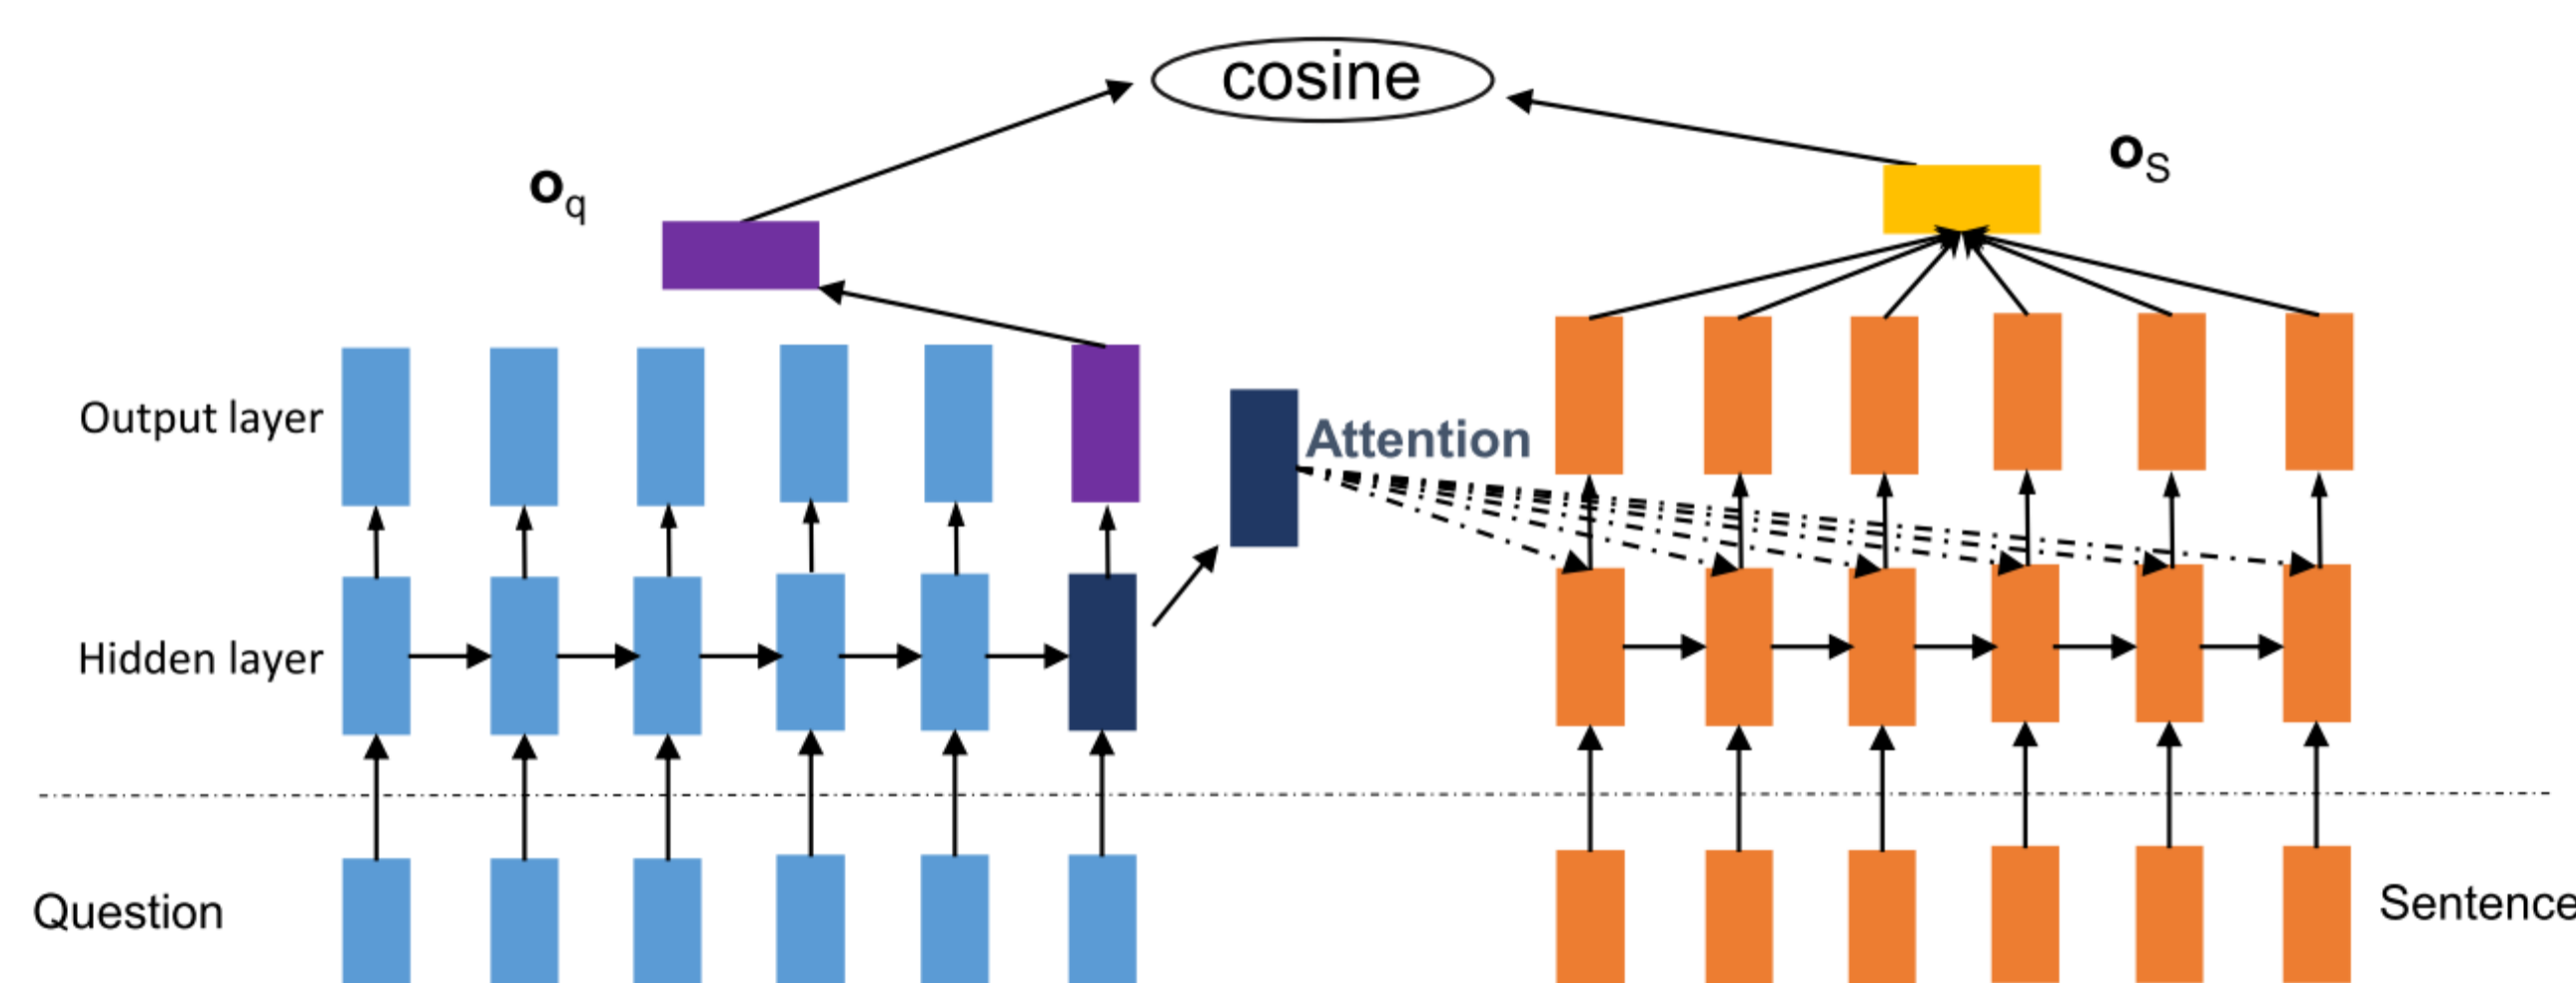 cosine
oq
oS
Output layer
Attention
Hidden layer
Question
Sentence